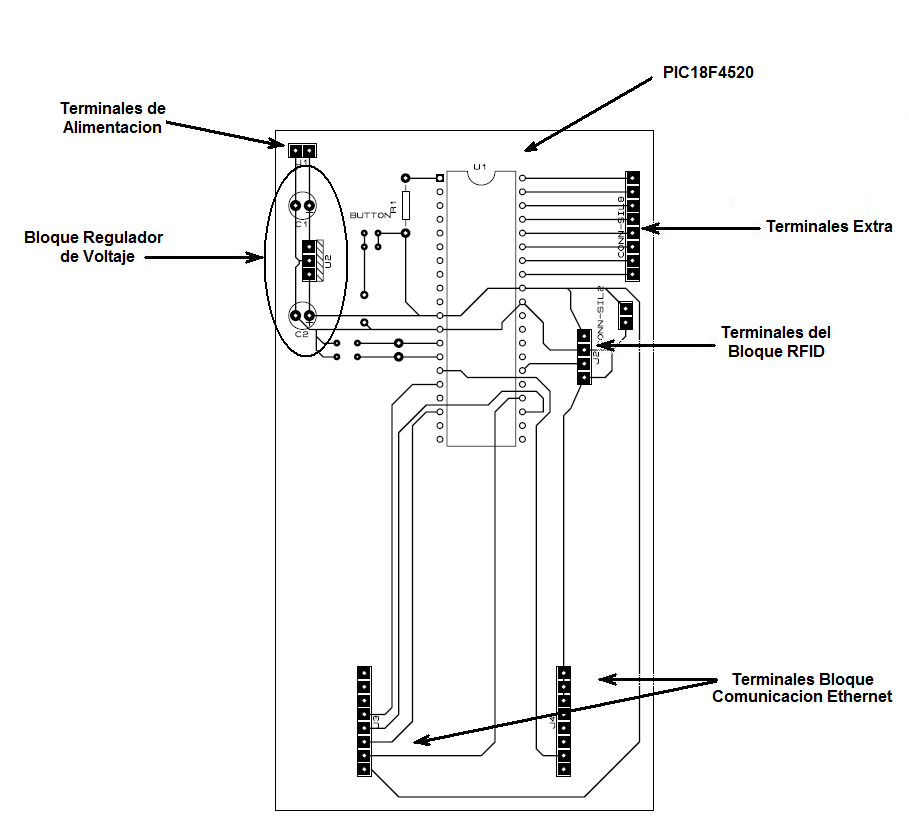 PIC18F4520
Terminales de
Alimentacion
J1
U1
R1
BUTTON
C1
CONN-SIL8
Terminales Extra
Bloque Regulador
de Voltaje
U2
C2
CONN-SIL2
J2
Terminales del
Bloque RFID
J3
J4
Terminales Bloque
Comunicacion Ethernet